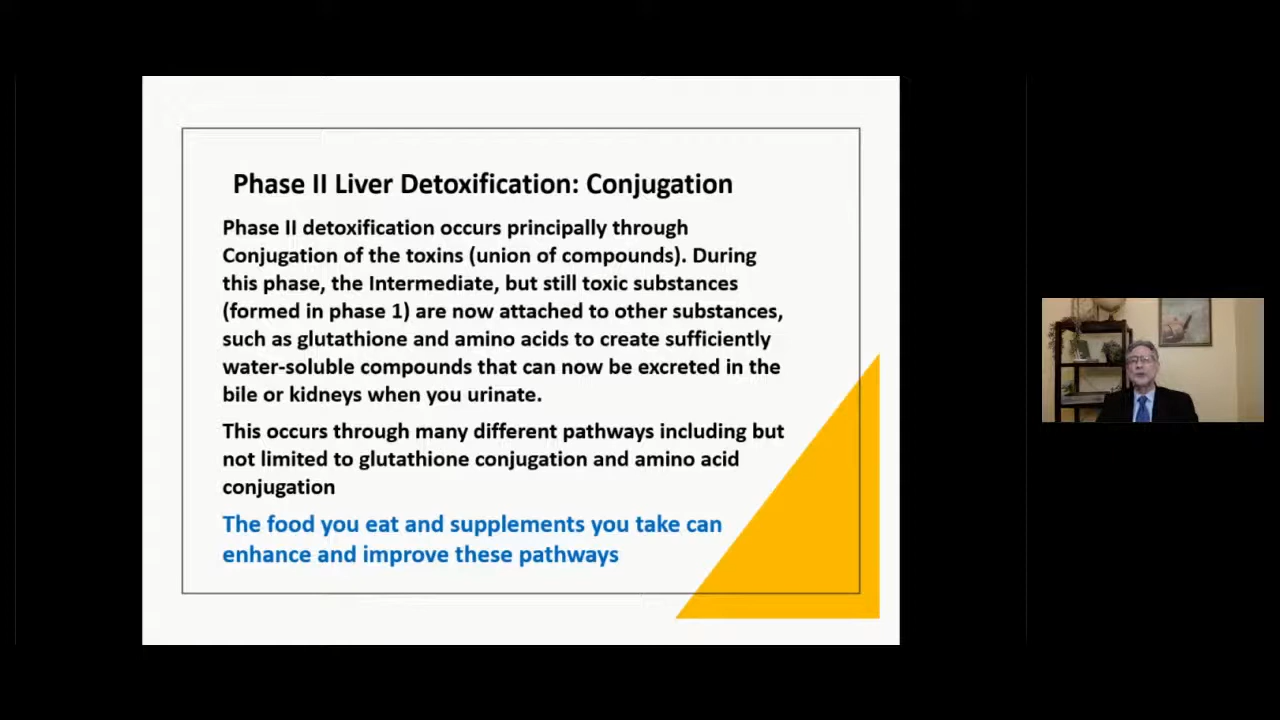 Phase II Liver Detoxification: Conjugation
Phase II detoxification occurs principally through
Conjugation of the toxins (union of compounds). During
this phase, the Intermediate, but still toxic substances
(formed in phase 1) are now attached to other substances,
such as glutathione and amino acids to create sufficiently
water-soluble compounds that can now be excreted in the
bile or kidneys when you urinate.
This occurs through many different pathways including but
not limited to glutathione conjugation and amino acid
conjugation
The food you eat and supplements you take can
enhance and improve these pathways